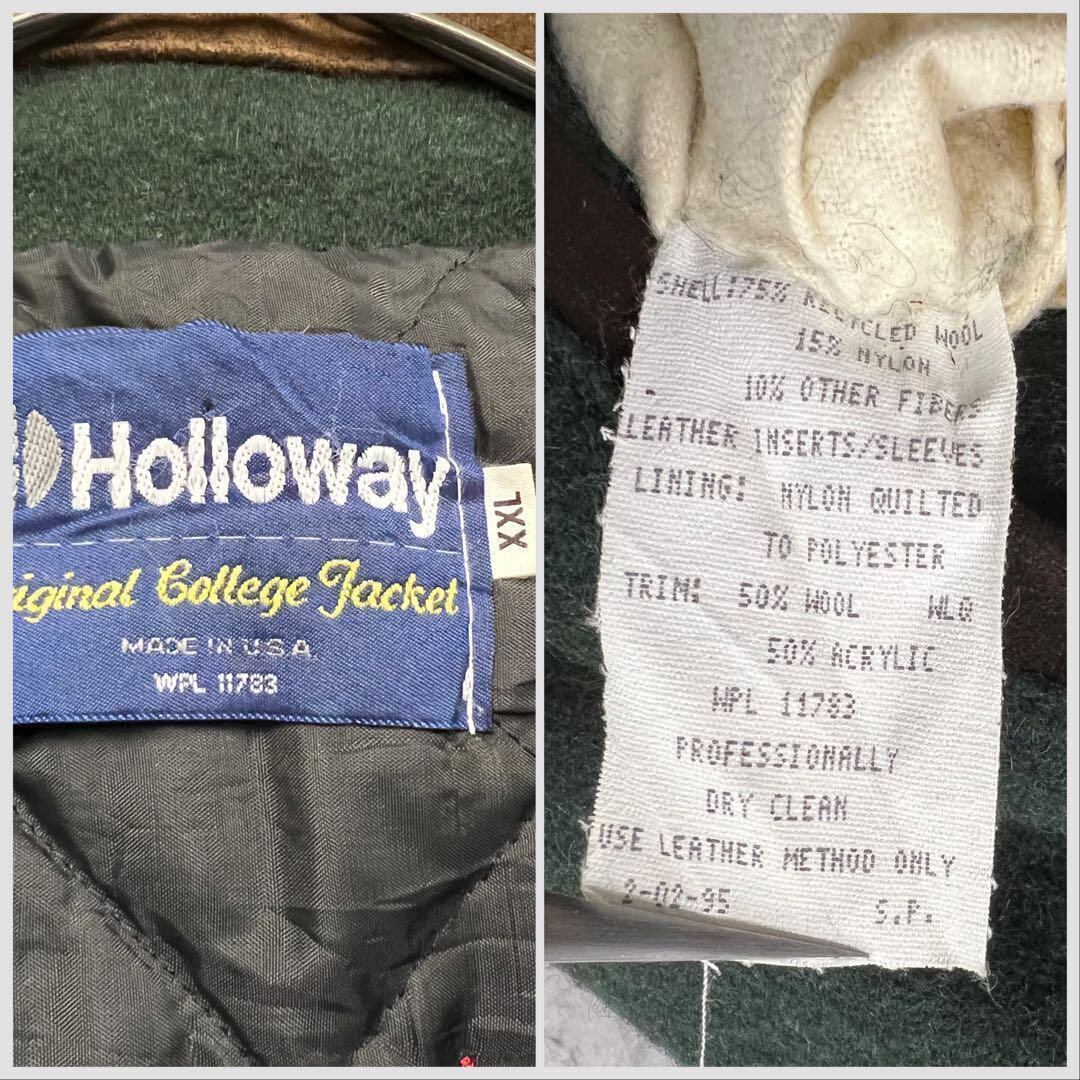 Holloway
XXL
iginal College Jacket
MADE IN U.S.A.
WPL 11783
SHELL: 75% RECYCLED WOOL
15% NYLON
10% OTHER FIBERS
LEATHER INSERTS/SLEEVES
LINING: NYLON QUILTED
TO POLYESTER
TRIM: 50% WOOL WLQ
50% ACRYLIC
WPL 11783
PROFESSIONALLY
DRY CLEAN
USE LEATHER METHOD ONLY
2-02-95 S.P.